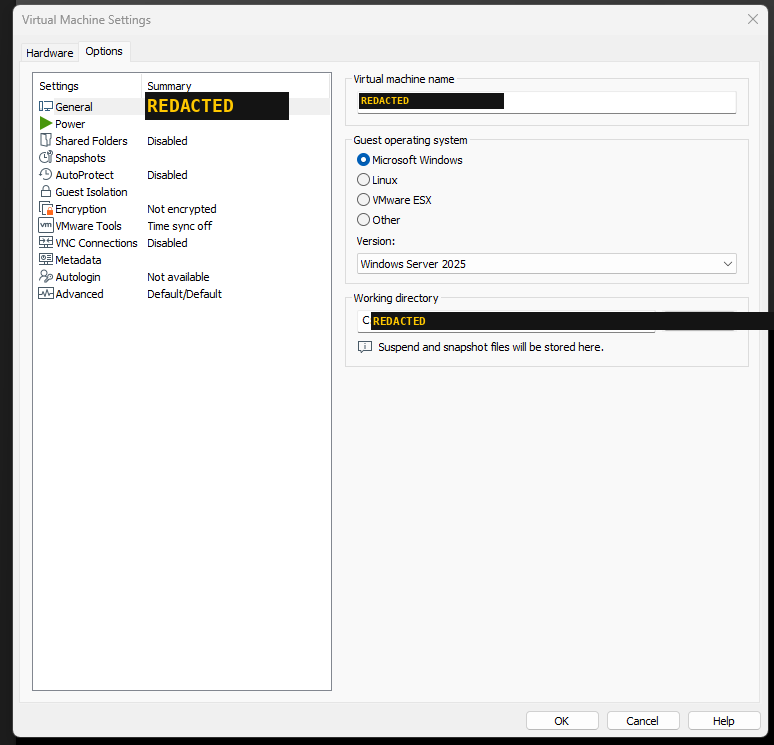 Virtual Machine Settings
Hardware
Options
Settings
Summary
General
REDACTED
Power
Shared Folders
Disabled
Snapshots
AutoProtect
Disabled
Guest Isolation
Encryption
Not encrypted
vm
VMware Tools
Time sync off
VNC Connections
Disabled
Metadata
Autologin
Not available
Advanced
Default/Default
Virtual machine name
REDACTED
Guest operating system
Microsoft Windows
Linux
VMware ESX
Other
Version:
Windows Server 2025
Working directory
C REDACTED
Suspend and snapshot files will be stored here.
OK
Cancel
Help